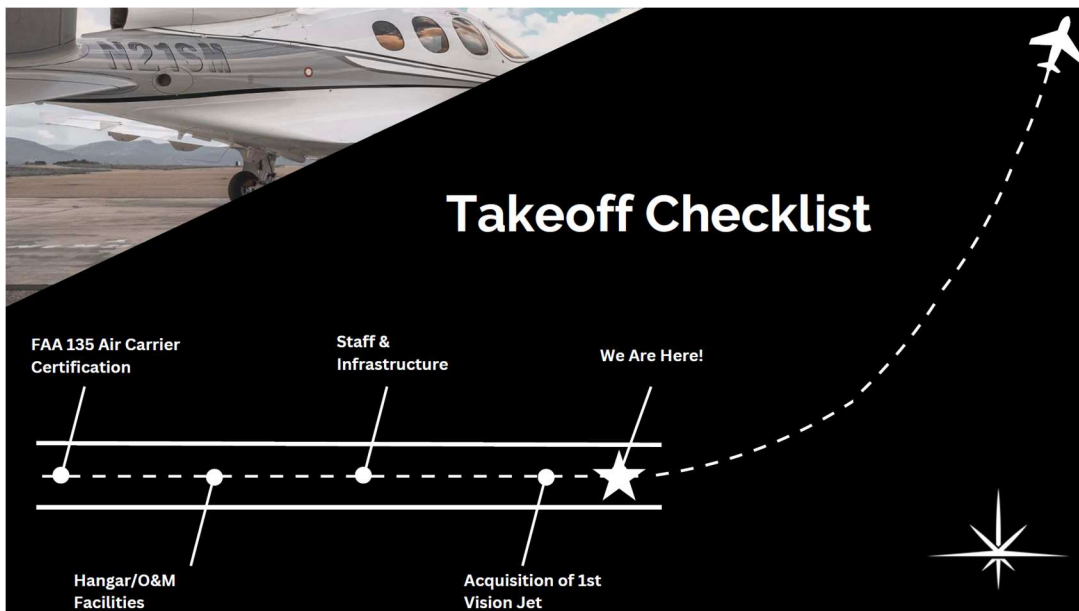 N21SM
Takeoff Checklist
FAA 135 Air Carrier
Certification
Staff &
Infrastructure
We Are Here!
Hangar/O&M
Facilities
Acquisition of 1st
Vision Jet